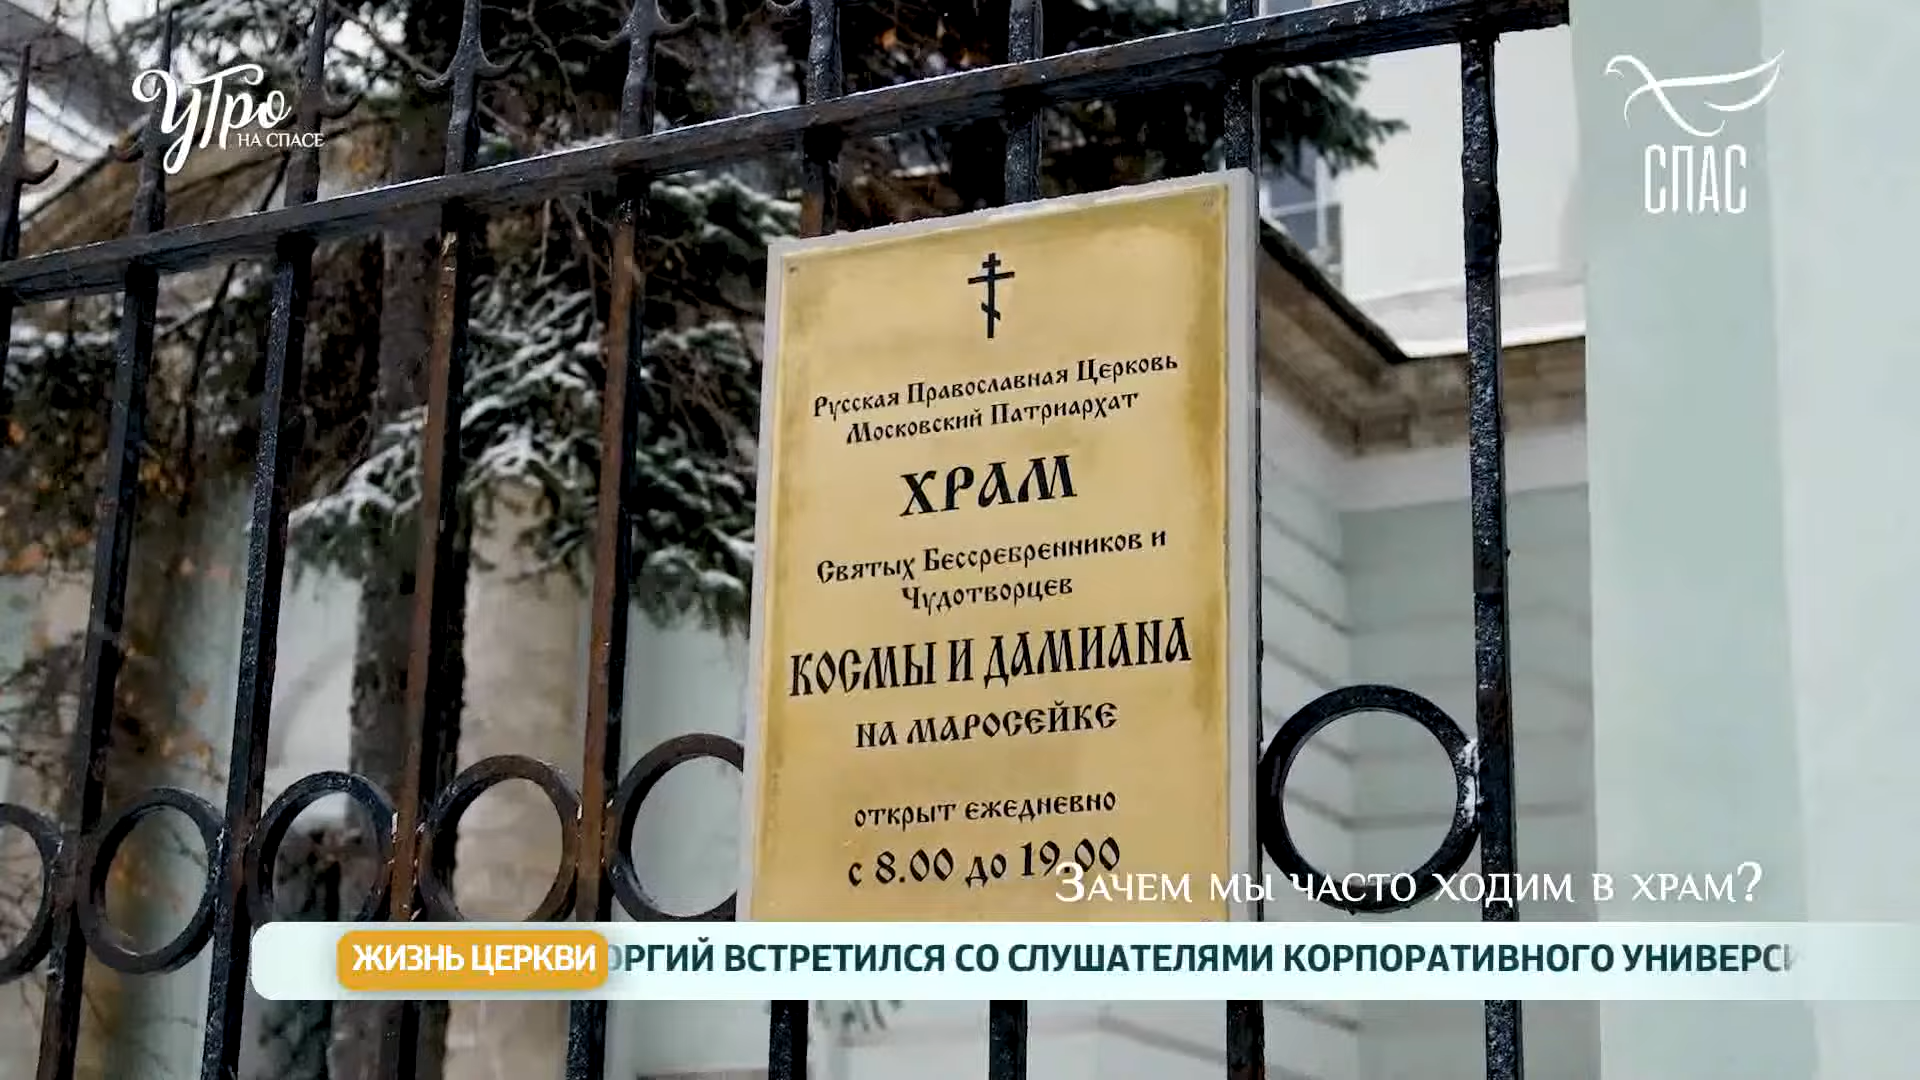 Утро
НА СПАСЕ
СПАС
Русская Православная Церковь
Московский Патриархат
ХРАМ
Святых Бессребренников и
Чудотворцев
КОСМЫ И ДАМИАНА
НА МАРОСЕЙКЕ
открыт ежедневно
с 8.00 до 19.00
Зачем мы часто ходим в храм?
ЖИЗНЬ ЦЕРКВИ
ОРГИЙ ВСТРЕТИЛСЯ СО СЛУШАТЕЛЯМИ КОРПОРАТИВНОГО УНИВЕРСИ